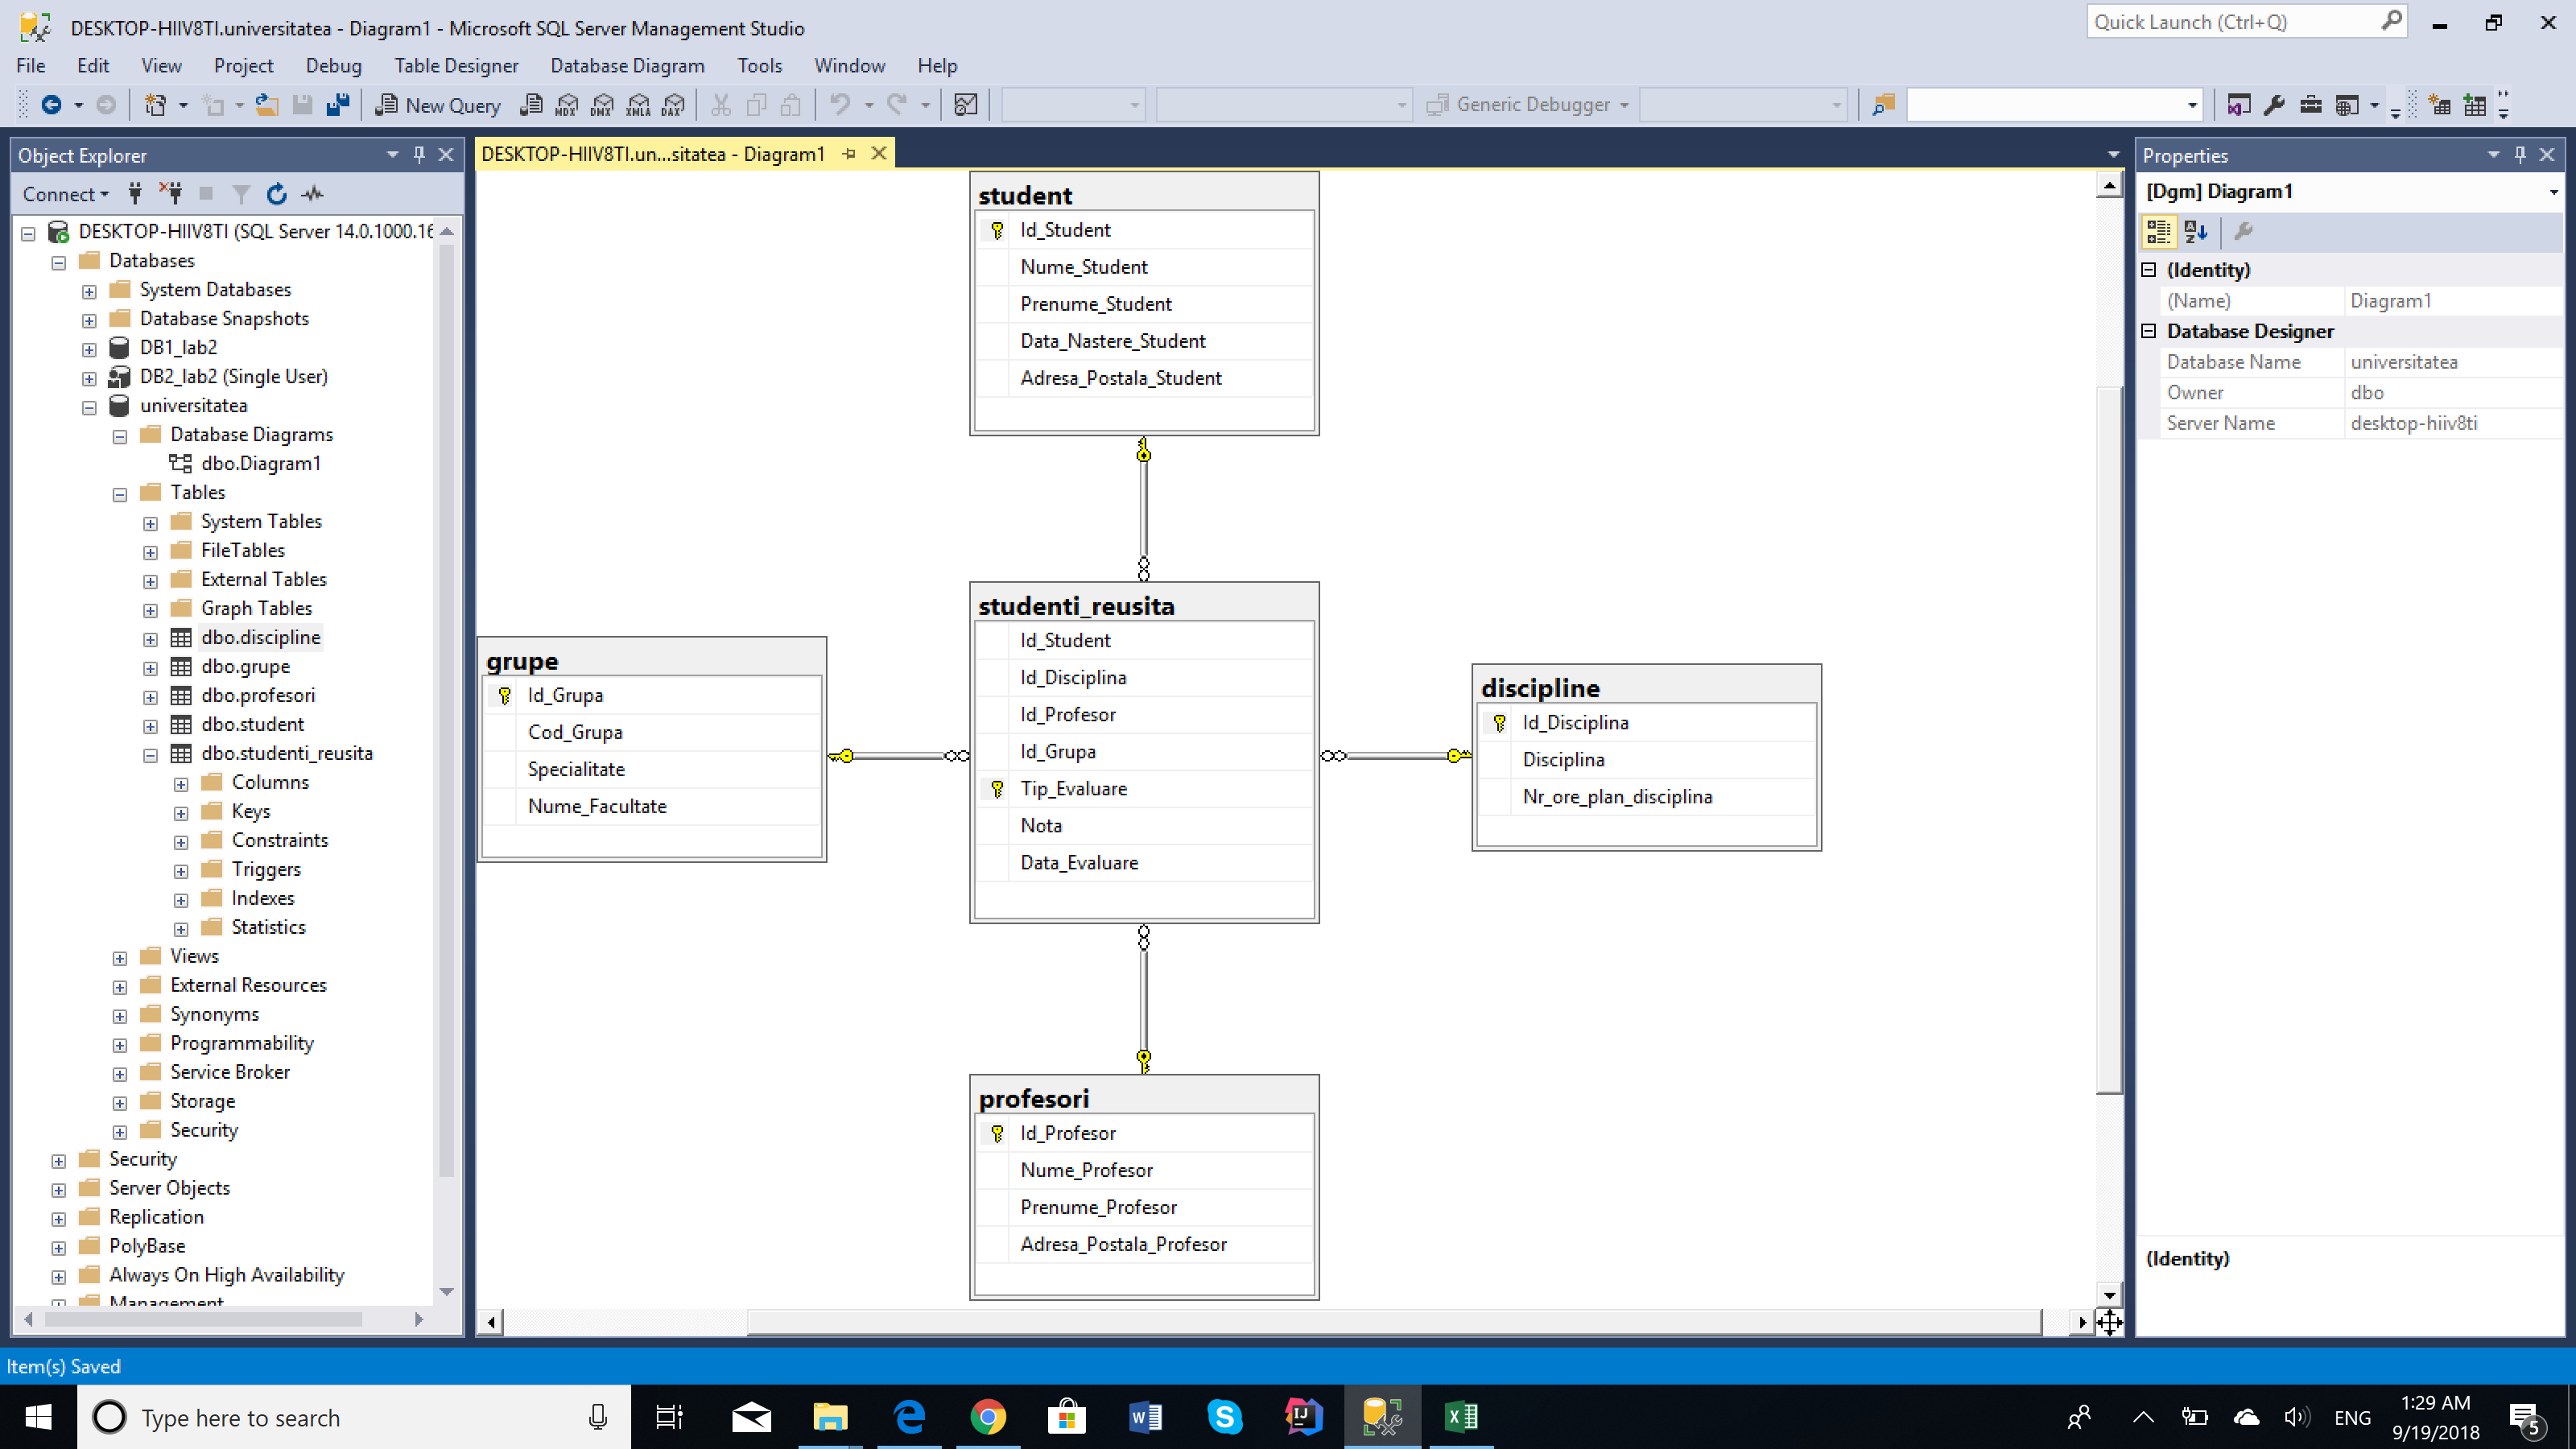 DESKTOP-HIIV8TI.universitatea - Diagram1 - Microsoft SQL Server Management Studio
Quick Launch (Ctrl+Q)
File Edit View Project Debug Table Designer Database Diagram Tools Window Help
New Query MDX DMX XMLA DAX Generic Debugger
Object Explorer
Connect
DESKTOP-HIIV8TI (SQL Server 14.0.1000.16
Databases
System Databases
Database Snapshots
DB1_lab2
DB2_lab2 (Single User)
universitatea
Database Diagrams
dbo.Diagram1
Tables
System Tables
FileTables
External Tables
Graph Tables
dbo.discipline
dbo.grupe
dbo.profesori
dbo.student
dbo.studenti_reusita
Columns
Keys
Constraints
Triggers
Indexes
Statistics
Views
External Resources
Synonyms
Programmability
Service Broker
Storage
Security
Security
Server Objects
Replication
PolyBase
Always On High Availability
Management
DESKTOP-HIIV8TI.un...sitatea - Diagram1
student
Id_Student
Nume_Student
Prenume_Student
Data_Nastere_Student
Adresa_Postala_Student
grupe
Id_Grupa
Cod_Grupa
Specialitate
Nume_Facultate
studenti_reusita
Id_Student
Id_Disciplina
Id_Profesor
Id_Grupa
Tip_Evaluare
Nota
Data_Evaluare
discipline
Id_Disciplina
Disciplina
Nr_ore_plan_disciplina
profesori
Id_Profesor
Nume_Profesor
Prenume_Profesor
Adresa_Postala_Profesor
Properties
[Dgm] Diagram1
(Identity)
(Name) Diagram1
Database Designer
Database Name universitatea
Owner dbo
Server Name desktop-hiiv8ti
(Identity)
Item(s) Saved
Type here to search
ENG
1:29 AM
9/19/2018
5